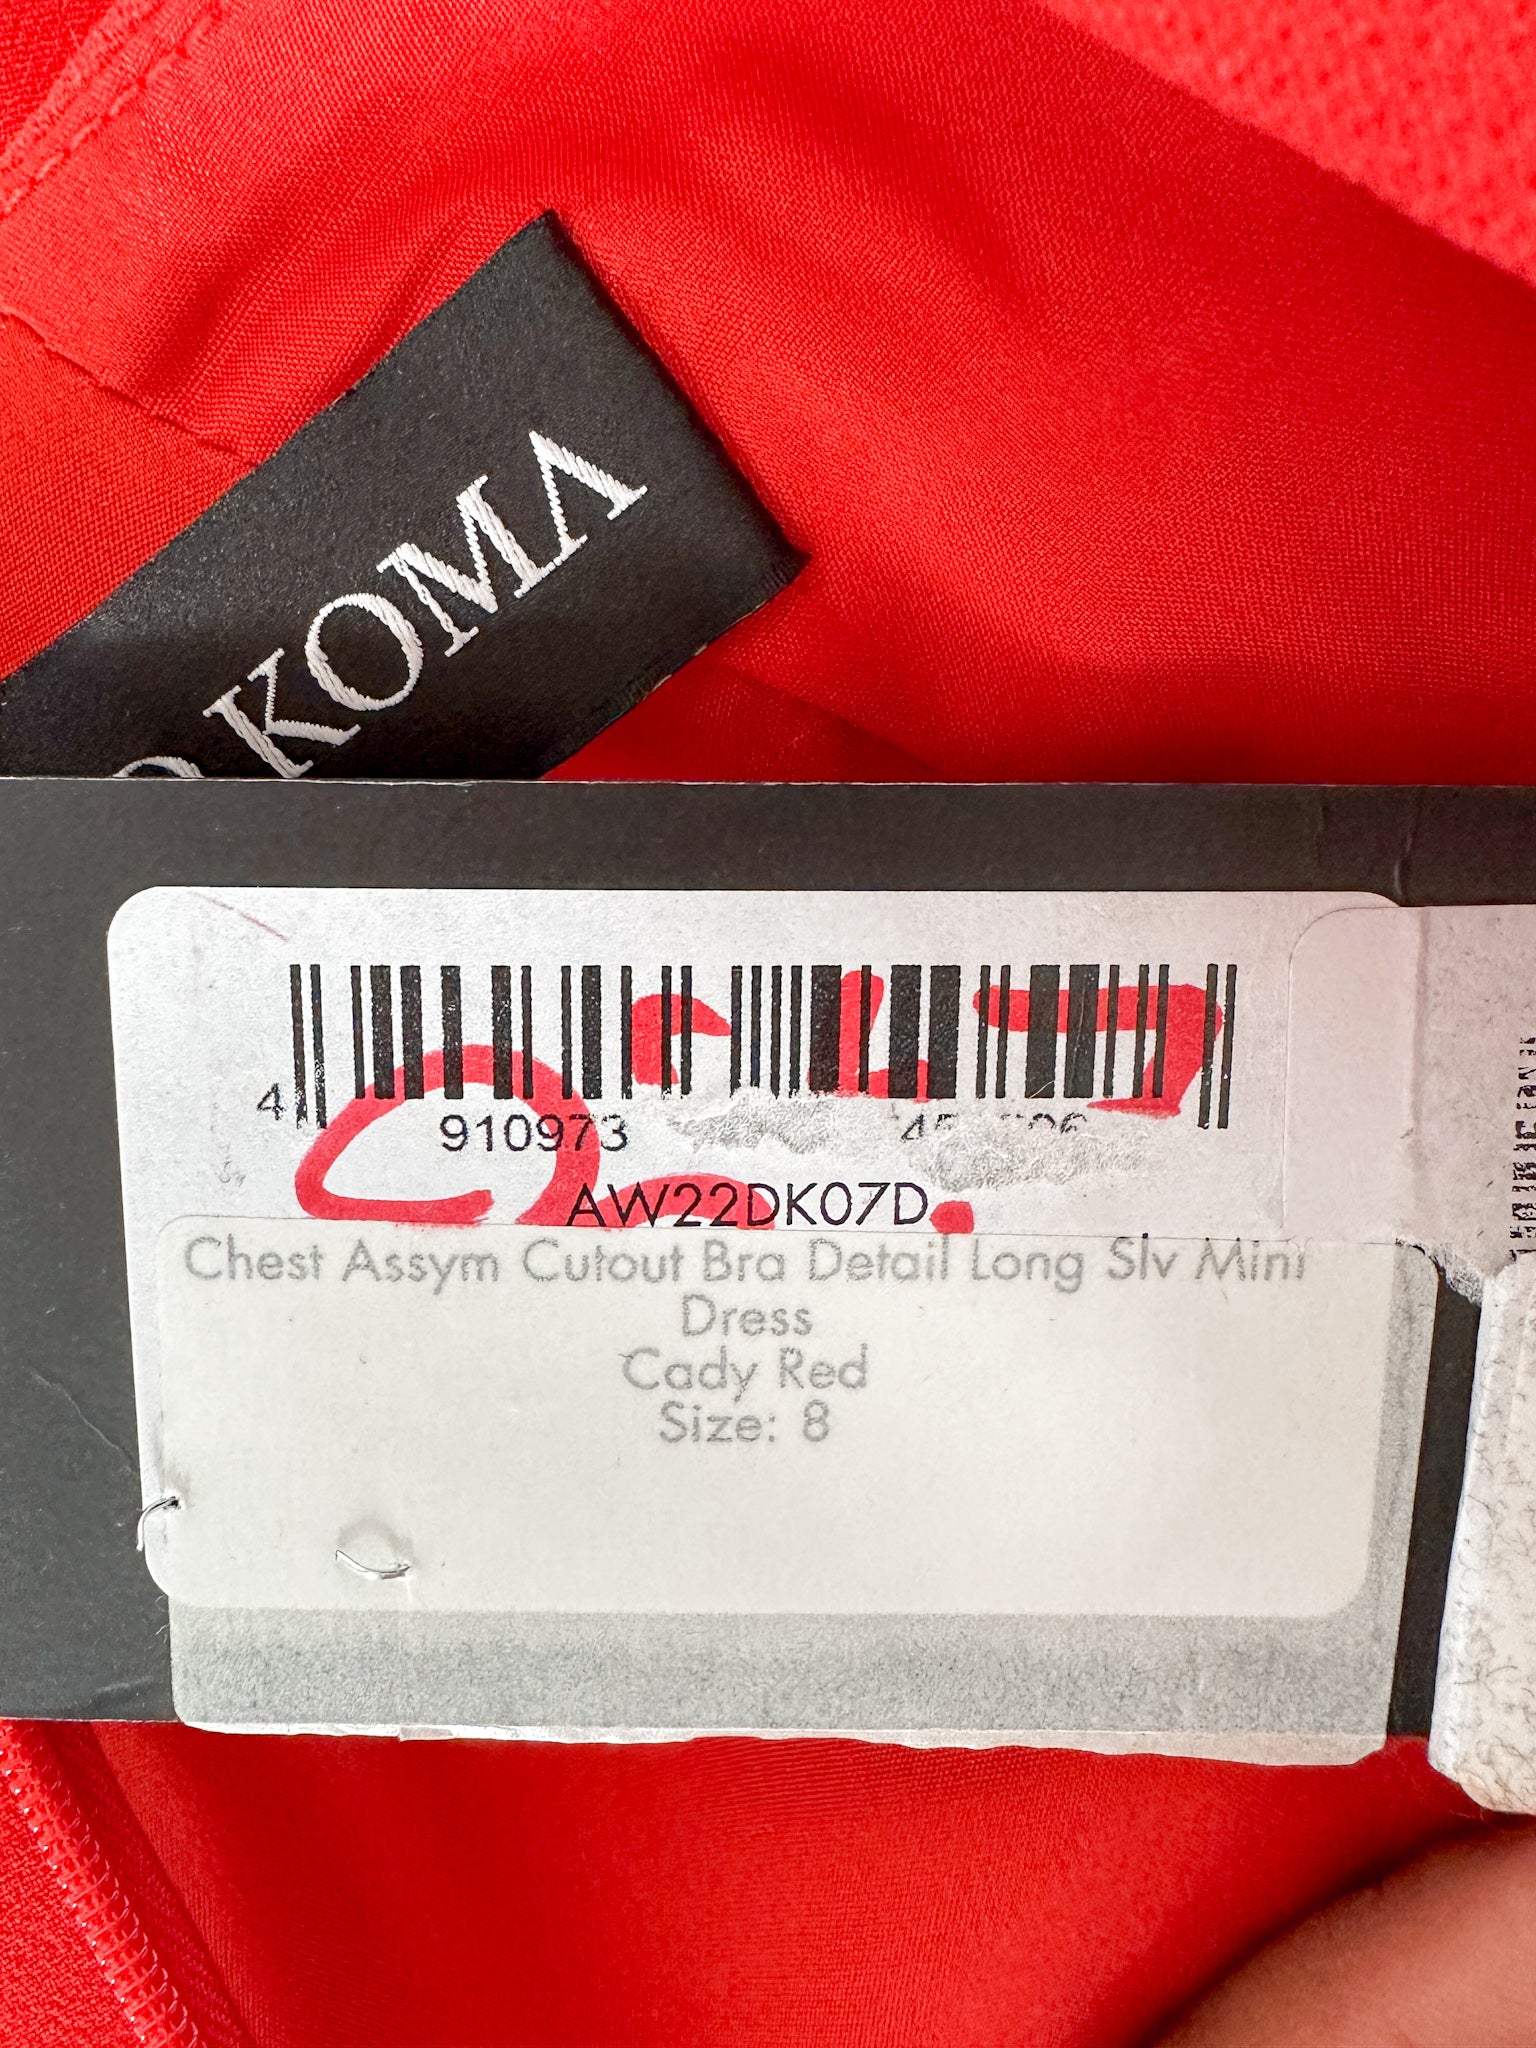 KOMA
4 910973
AW22DK07D
Chest Assym Cutout Bra Detail Long Slv Mini
Dress
Cady Red
Size: 8